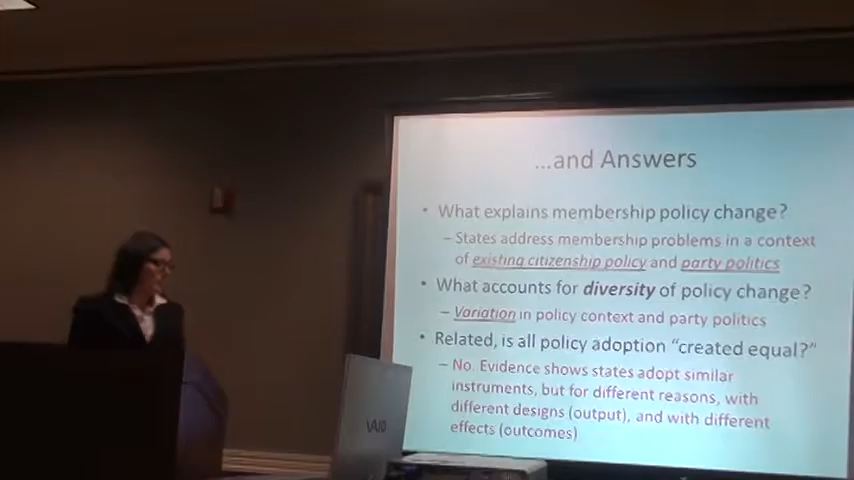 ...and Answers
• What explains membership policy change?
– States address membership problems in a context
of existing citizenship policy and party politics
• What accounts for diversity of policy change?
– Variation in policy context and party politics
• Related, is all policy adoption “created equal?”
– No. Evidence shows states adopt similar
instruments, but for different reasons, with
different designs (output), and with different
effects (outcomes)
VAIO